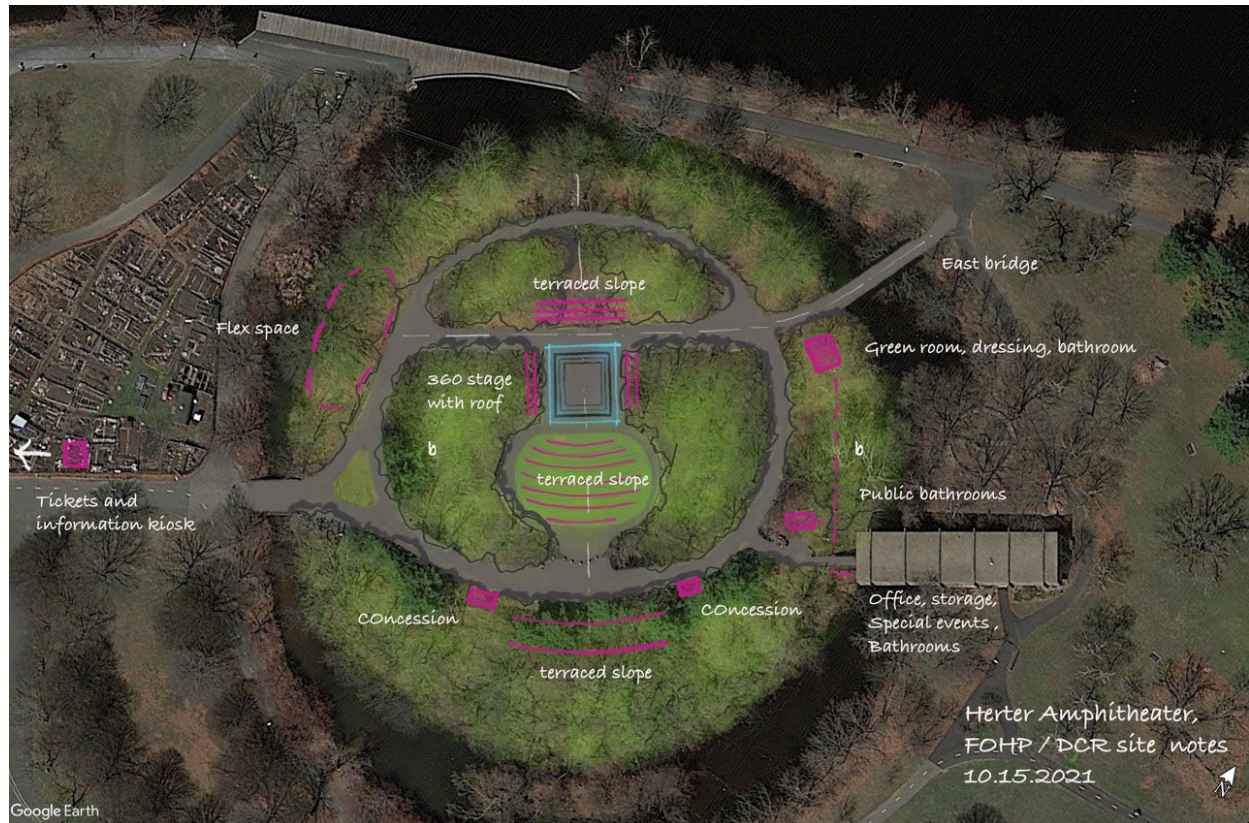 terraced slope
East bridge
Flex space
Green room, dressing, bathroom
360 stage
with roof
b
b
terraced slope
Tickets and
information kiosk
Public bathrooms
COncession
COncession
Office, storage,
Special events,
Bathrooms
terraced slope
Herter Amphitheater,
FOHP / DCR site notes
10.15.2021
N
Google Earth